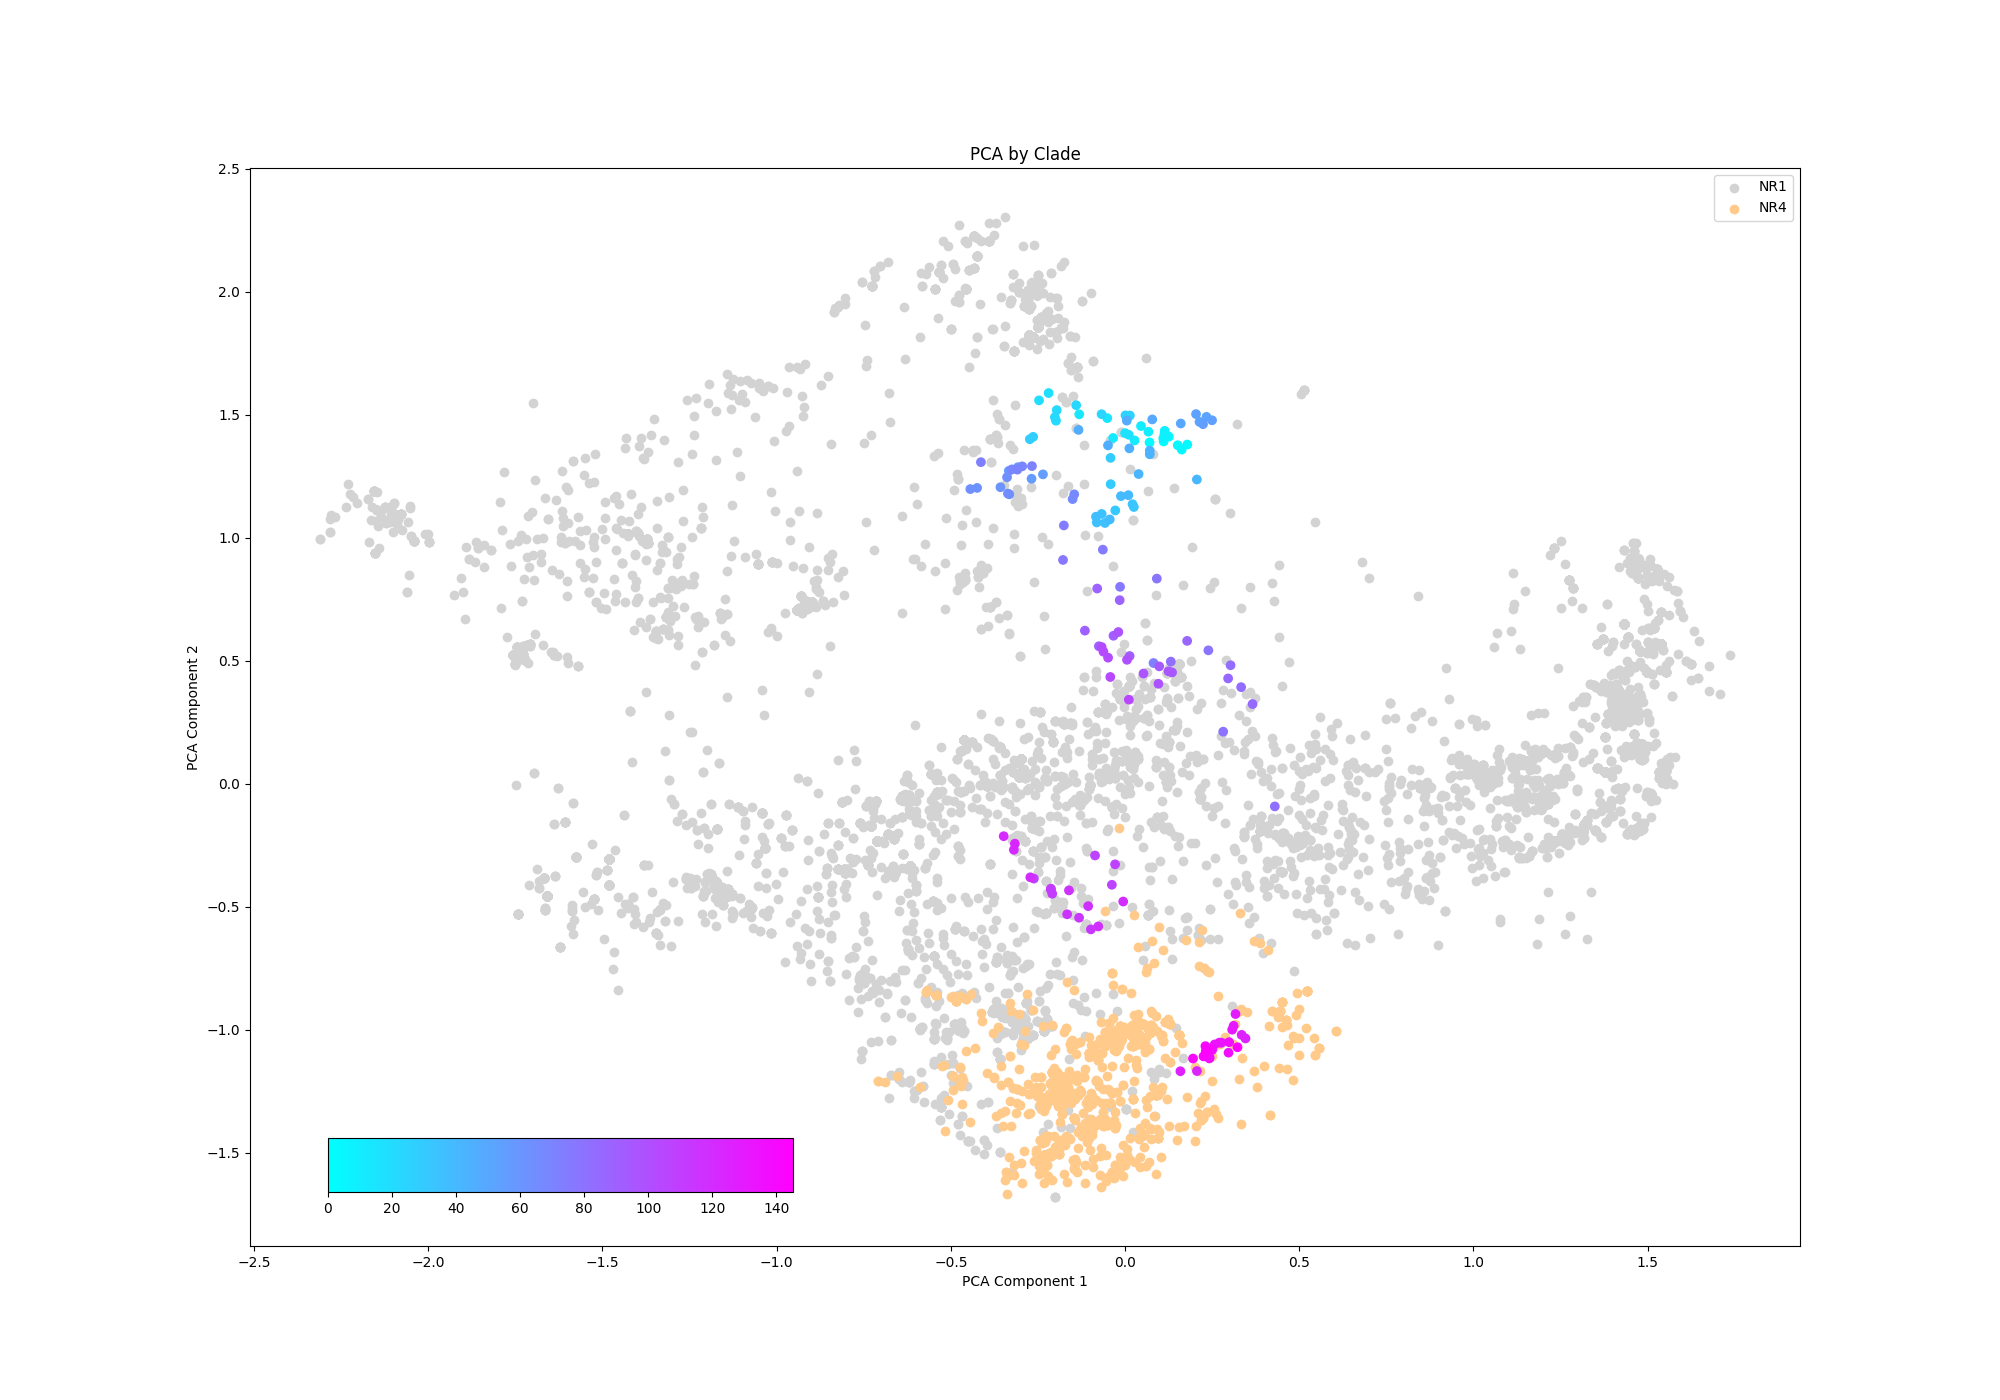 PCA by Clade
NR1
NR4
2.5
2.0
1.5
1.0
0.5
0.0
−0.5
−1.0
−1.5
PCA Component 2
0 20 40 60 80 100 120 140
−2.5 −2.0 −1.5 −1.0 −0.5 0.0 0.5 1.0 1.5
PCA Component 1